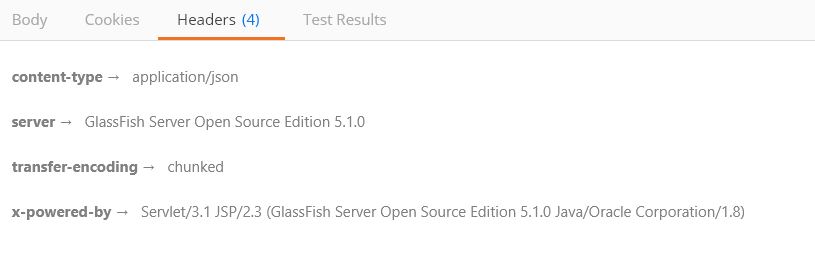 Body Cookies Headers (4) Test Results
content-type → application/json
server → GlassFish Server Open Source Edition 5.1.0
transfer-encoding → chunked
x-powered-by → Servlet/3.1 JSP/2.3 (GlassFish Server Open Source Edition 5.1.0 Java/Oracle Corporation/1.8)